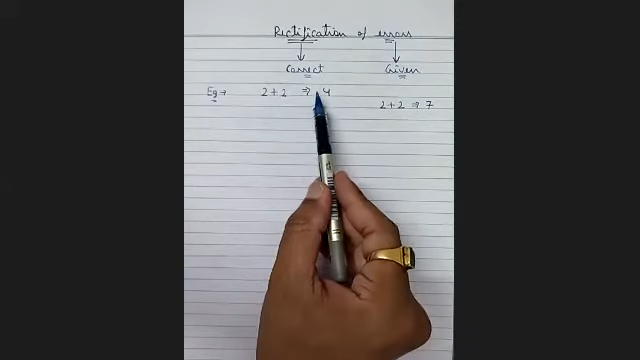 Rectification of errors
Correct Given
Eg → 2 + 2 ⇒ 4
2 + 2 ⇒ 7